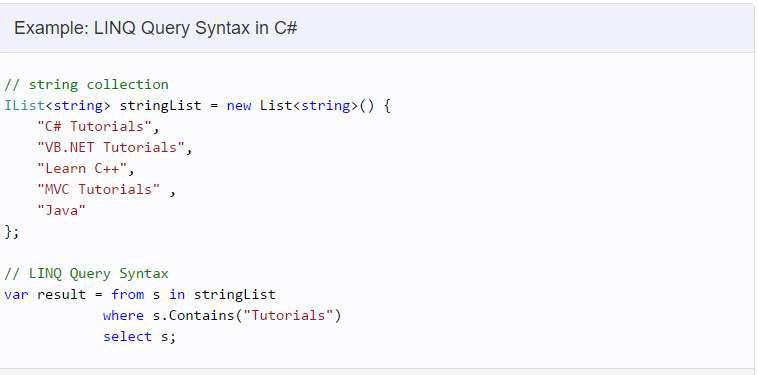 Example: LINQ Query Syntax in C#
// string collection
IList<string> stringList = new List<string>() {
    "C# Tutorials",
    "VB.NET Tutorials",
    "Learn C++",
    "MVC Tutorials" ,
    "Java"
};
// LINQ Query Syntax
var result = from s in stringList
            where s.Contains("Tutorials")
            select s;